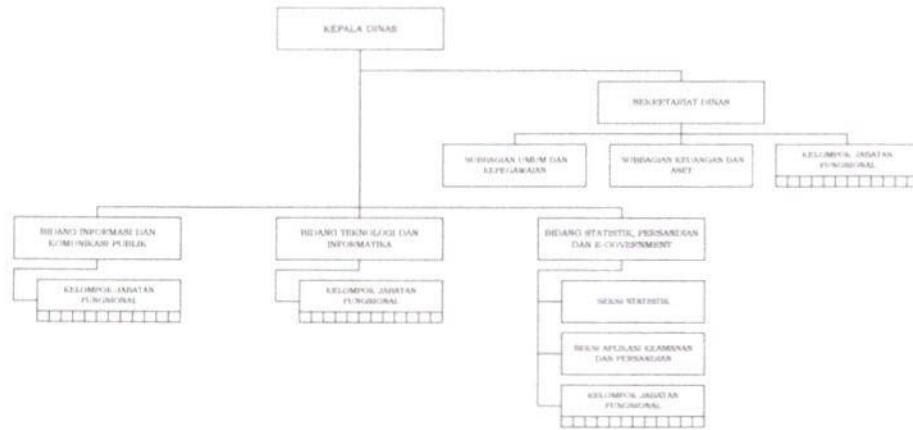 KEPALA DINAS
SEKRETARIAT DINAS
SUBBAGIAN UMUM DAN
KEPEGAWAIAN
SUBBAGIAN KEUANGAN DAN
ASET
KELOMPOK JABATAN
FUNGSIONAL
BIDANG INFORMASI DAN
KOMUNIKASI PUBLIK
KELOMPOK JABATAN
FUNGSIONAL
BIDANG TEKNOLOGI DAN
INFORMATIKA
KELOMPOK JABATAN
FUNGSIONAL
BIDANG STATISTIK, PERSANDIAN
DAN E-GOVERNMENT
SEKSI STATISTIK
SEKSI APLIKASI KEAMANAN
DAN PERSANDIAN
KELOMPOK JABATAN
FUNGSIONAL